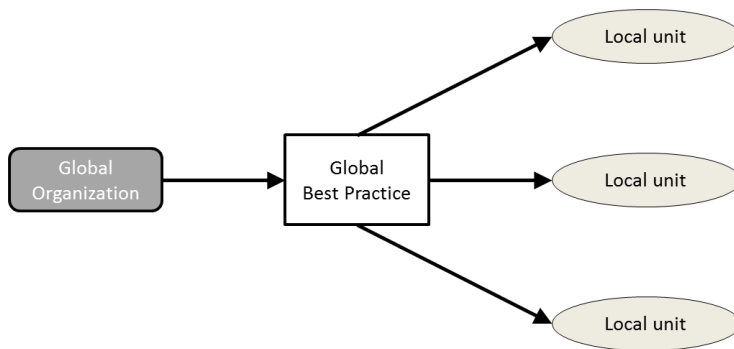 Local unit
Global
Organization
Global
Best Practice
Local unit
Local unit